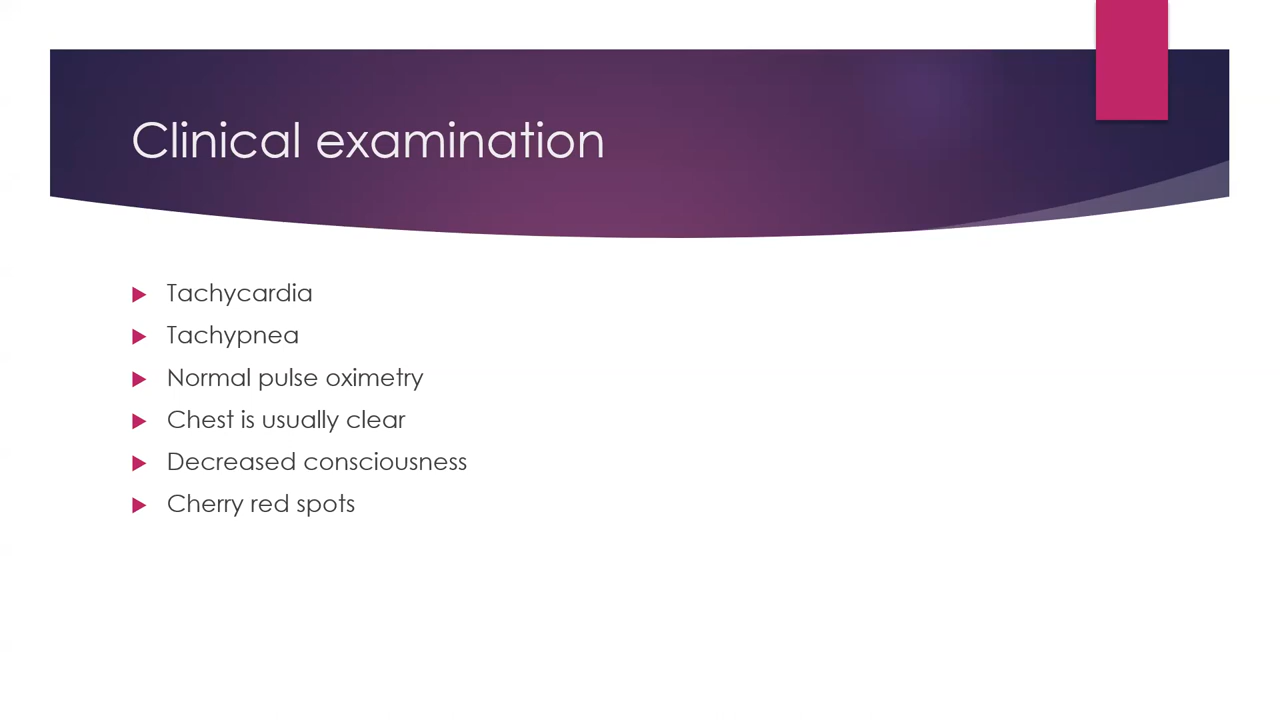 Clinical examination
Tachycardia
Tachypnea
Normal pulse oximetry
Chest is usually clear
Decreased consciousness
Cherry red spots